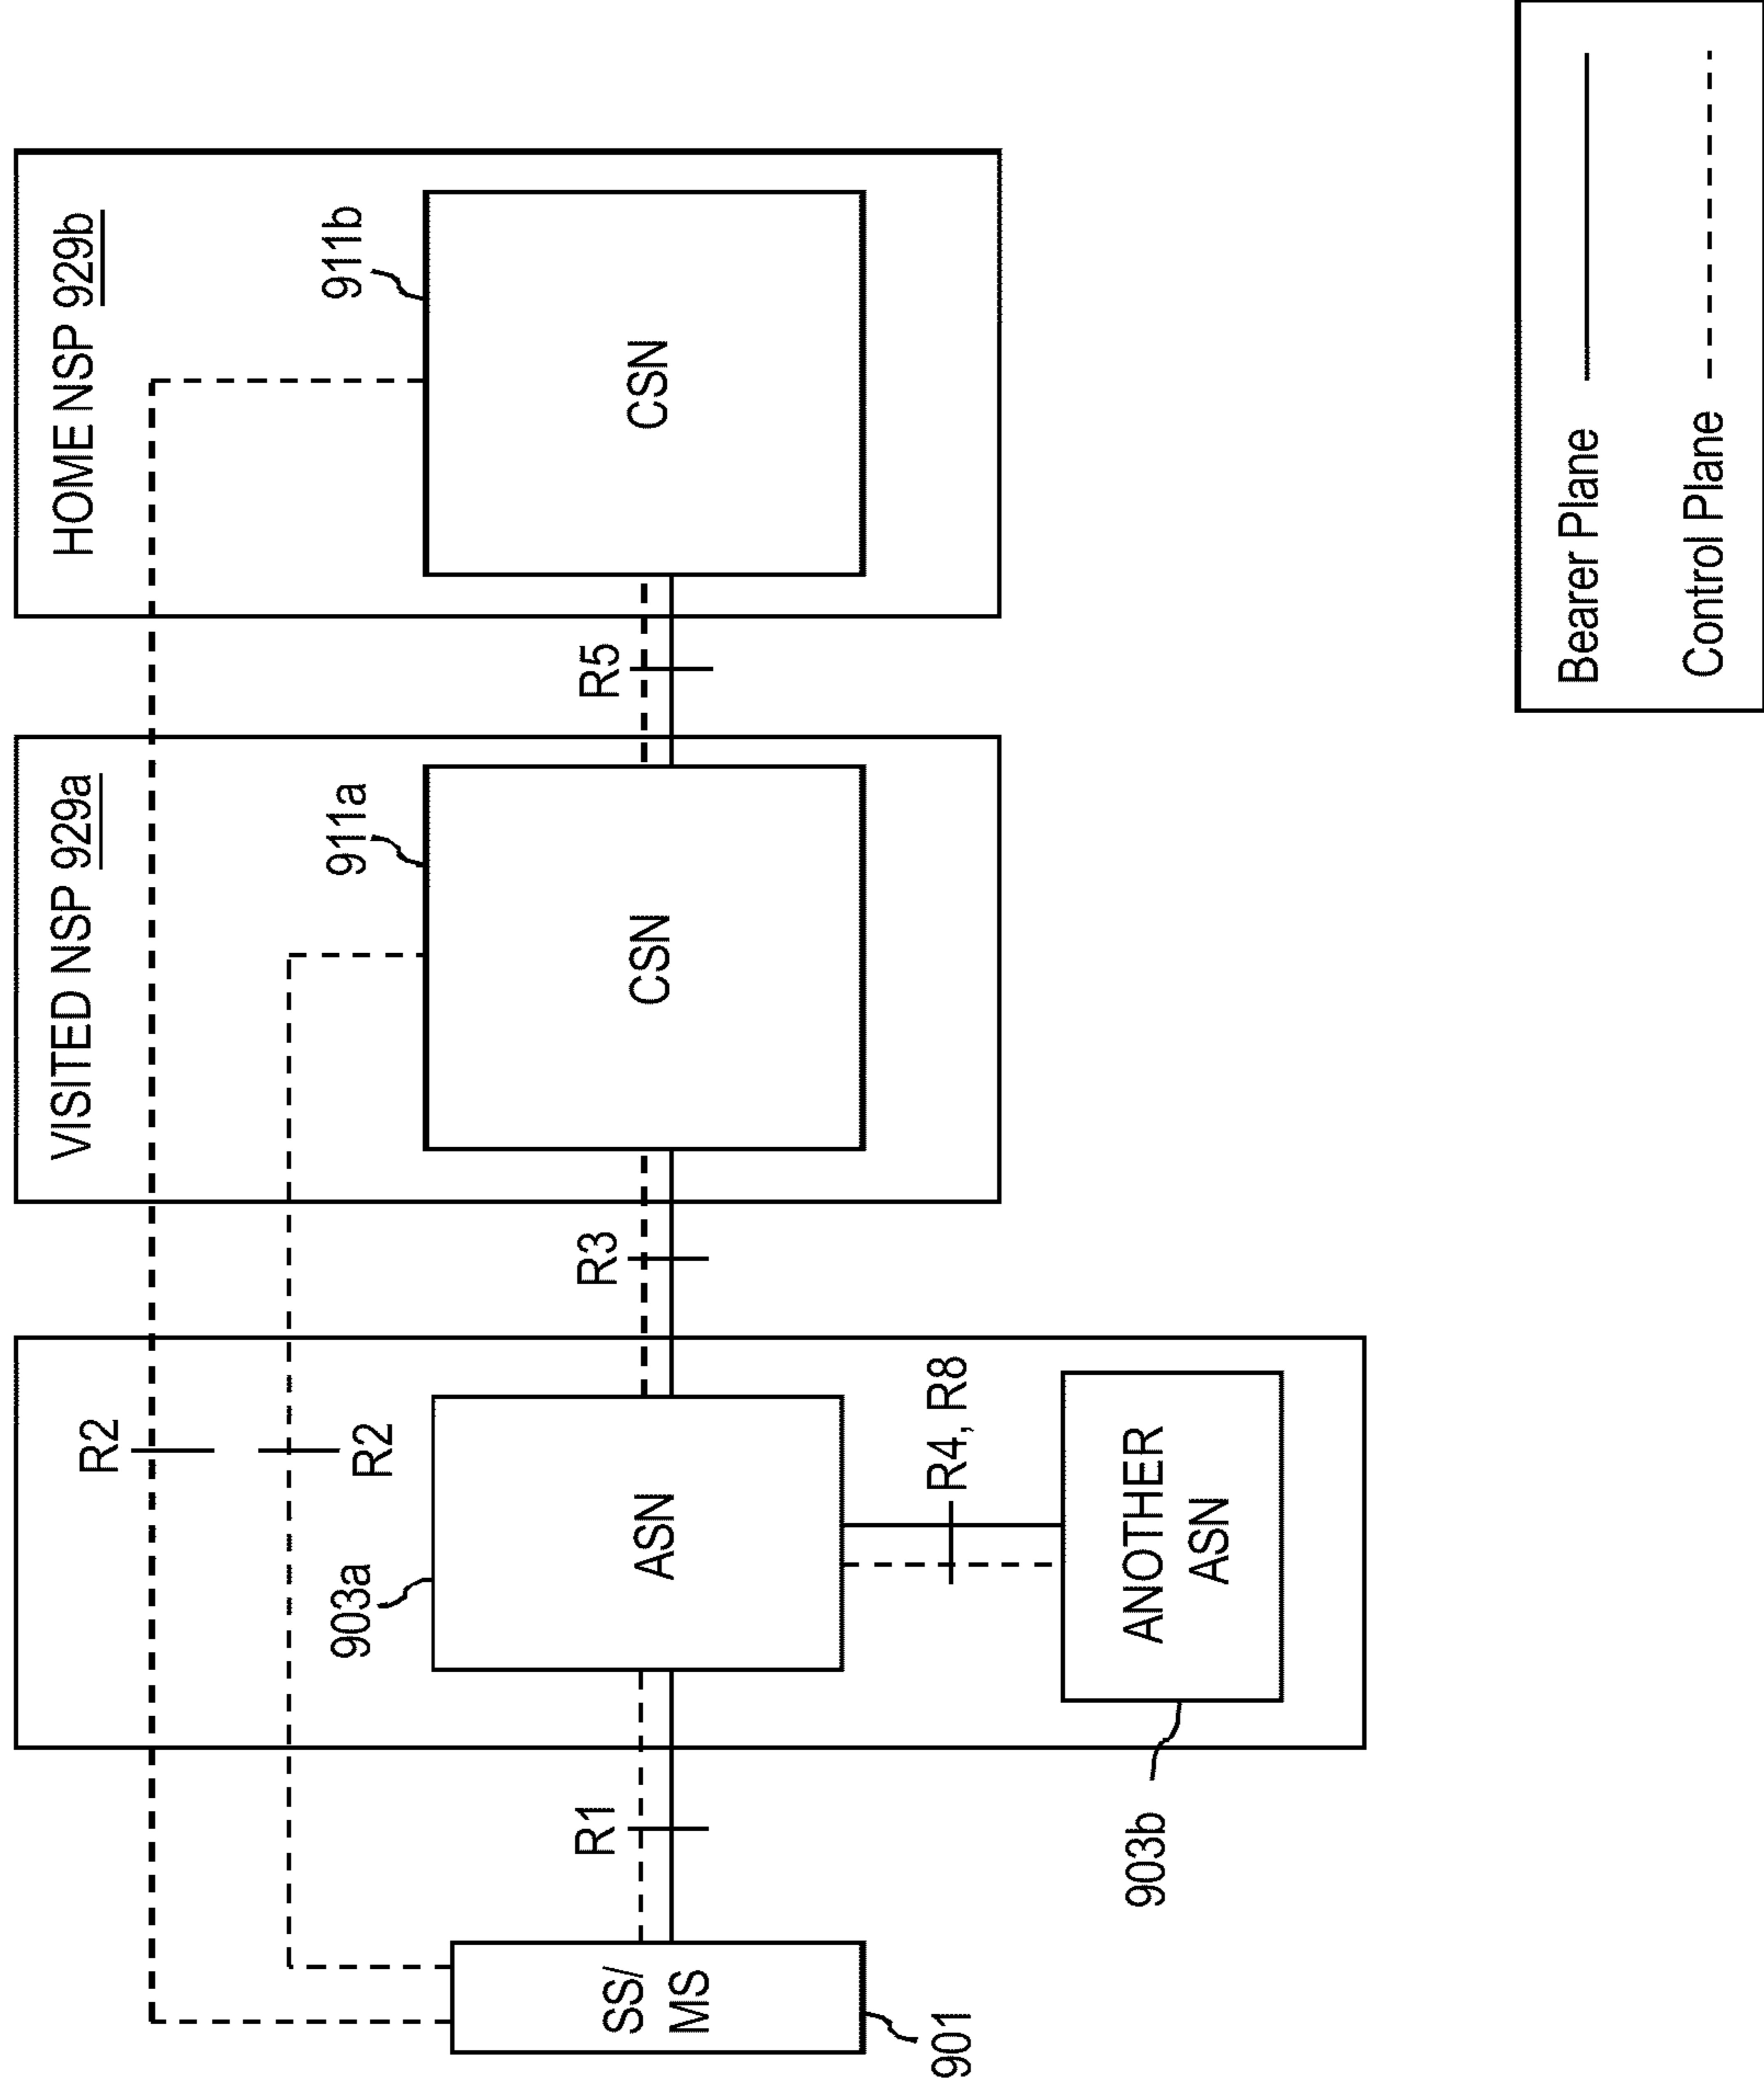 R2
VISITED NSP 929a
HOME NSP 929b
R2
903a
911a
911b
SS/
MS
R1
ASN
R3
CSN
R5
CSN
901
R4, R8
903b
ANOTHER
ASN
Bearer Plane
Control Plane